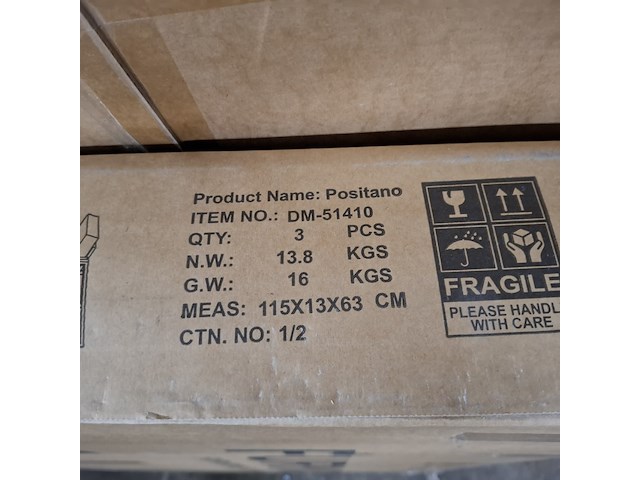 Product Name: Positano
ITEM NO.: DM-51410
QTY: 3 PCS
N.W.: 13.8 KGS
G.W.: 16 KGS
MEAS: 115X13X63 CM
CTN. NO: 1/2
FRAGILE
PLEASE HANDL
WITH CARE